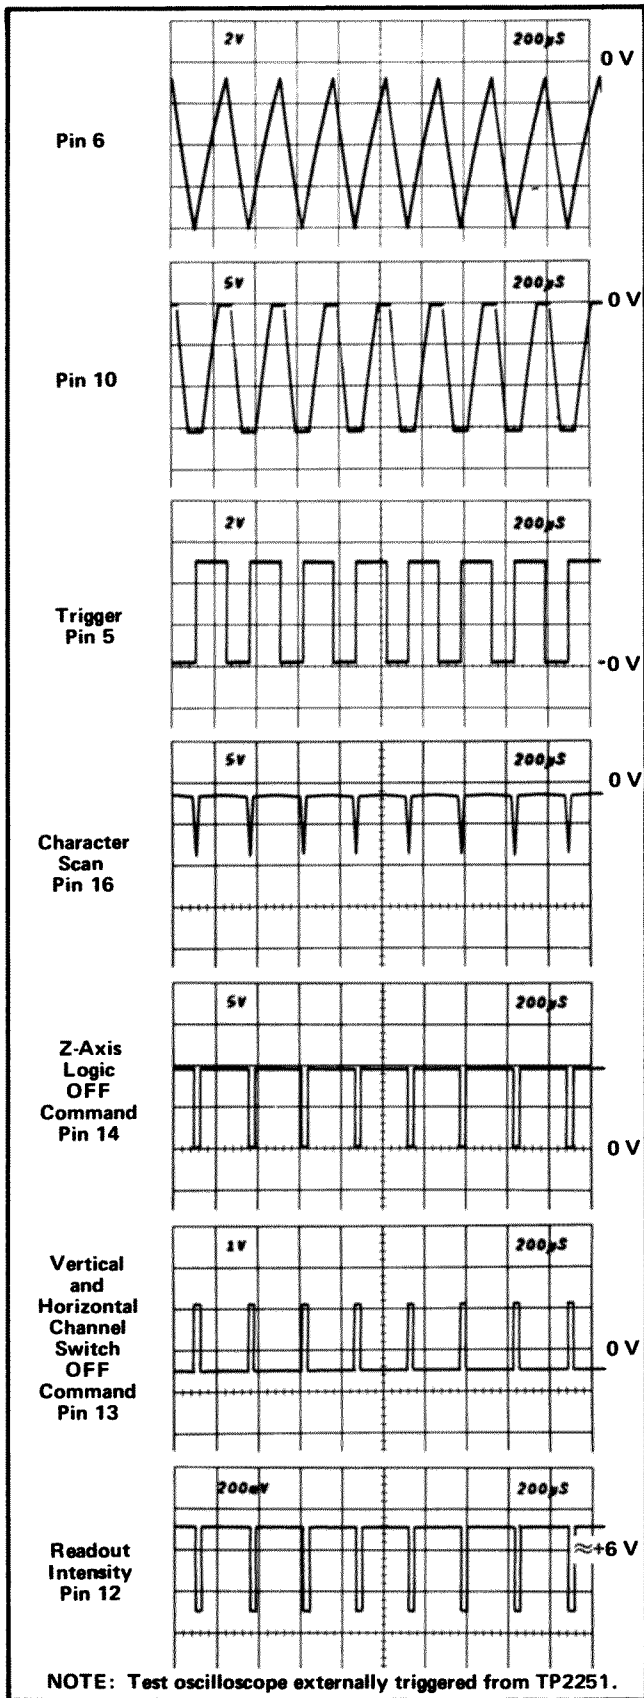 2V 200µS
0 V
Pin 6
5V 200µS
0 V
Pin 10
2V 200µS
Trigger
Pin 5
-0 V
5V 200µS
0 V
Character
Scan
Pin 16
5V 200µS
Z-Axis
Logic
OFF
Command
Pin 14
0 V
1V 200µS
Vertical
and
Horizontal
Channel
Switch
OFF
Command
Pin 13
0 V
200mV 200µS
Readout
Intensity
Pin 12
≈+6 V
NOTE: Test oscilloscope externally triggered from TP2251.